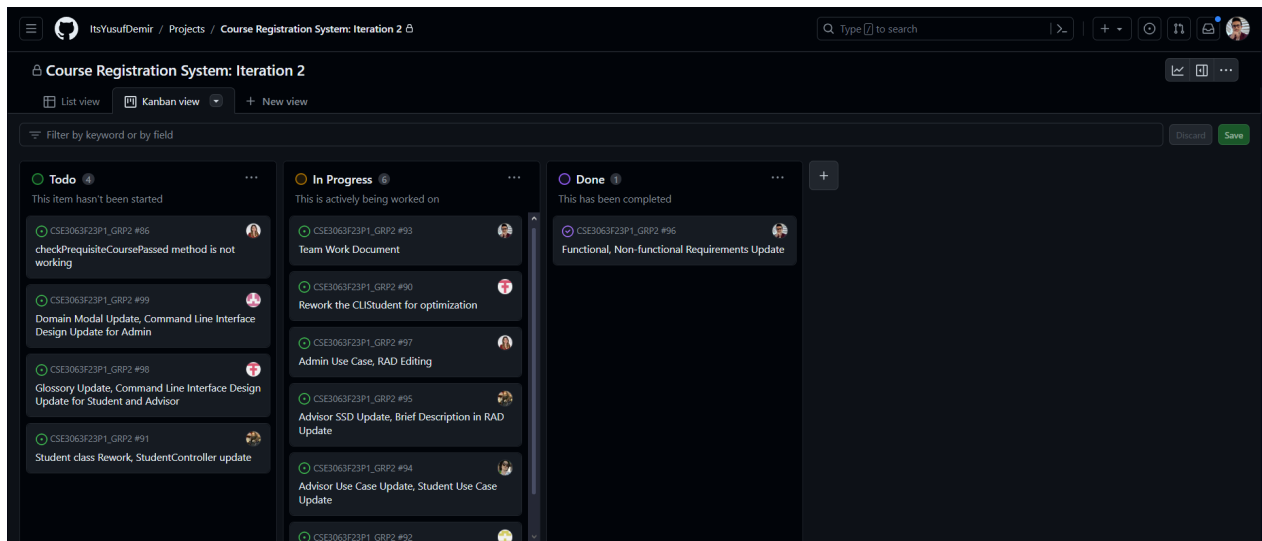 ItsYusufDemir / Projects / Course Registration System: Iteration 2
Type / to search
Course Registration System: Iteration 2
List view
Kanban view
New view
Filter by keyword or by field
Discard
Save
Todo 4
This item hasn't been started
CSE3063F23P1_GRP2 #86
checkPrequisiteCoursePassed method is not
working
CSE3063F23P1_GRP2 #99
Domain Modal Update, Command Line Interface
Design Update for Admin
CSE3063F23P1_GRP2 #98
Glossory Update, Command Line Interface Design
Update for Student and Advisor
CSE3063F23P1_GRP2 #91
Student class Rework, StudentController update
In Progress 6
This is actively being worked on
CSE3063F23P1_GRP2 #93
Team Work Document
CSE3063F23P1_GRP2 #90
Rework the CLIStudent for optimization
CSE3063F23P1_GRP2 #97
Admin Use Case, RAD Editing
CSE3063F23P1_GRP2 #95
Advisor SSD Update, Brief Description in RAD
Update
CSE3063F23P1_GRP2 #94
Advisor Use Case Update, Student Use Case
Update
CSE3063F23P1_GRP2 #92
Done 1
This has been completed
CSE3063F23P1_GRP2 #96
Functional, Non-functional Requirements Update